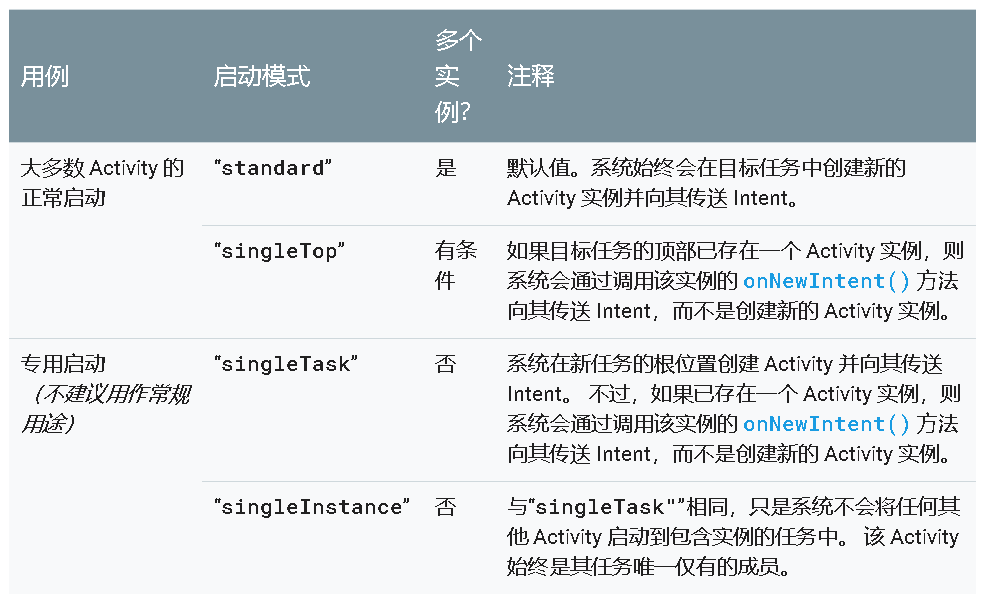 用例
启动模式
多个
实
例?
注释
大多数 Activity 的
正常启动
“standard”
是
默认值。系统始终会在目标任务中创建新的
Activity 实例并向其传送 Intent。
“singleTop”
有条
件
如果目标任务的顶部已存在一个 Activity 实例，则
系统会通过调用该实例的 onNewIntent() 方法
向其传送 Intent，而不是创建新的 Activity 实例。
专用启动
（不建议用作常规
用途）
“singleTask”
否
系统在新任务的根位置创建 Activity 并向其传送
Intent。 不过，如果已存在一个 Activity 实例，则
系统会通过调用该实例的 onNewIntent() 方法
向其传送 Intent，而不是创建新的 Activity 实例。
“singleInstance”
否
与“singleTask"”相同，只是系统不会将任何其
他 Activity 启动到包含实例的任务中。 该 Activity
始终是其任务唯一仅有的成员。